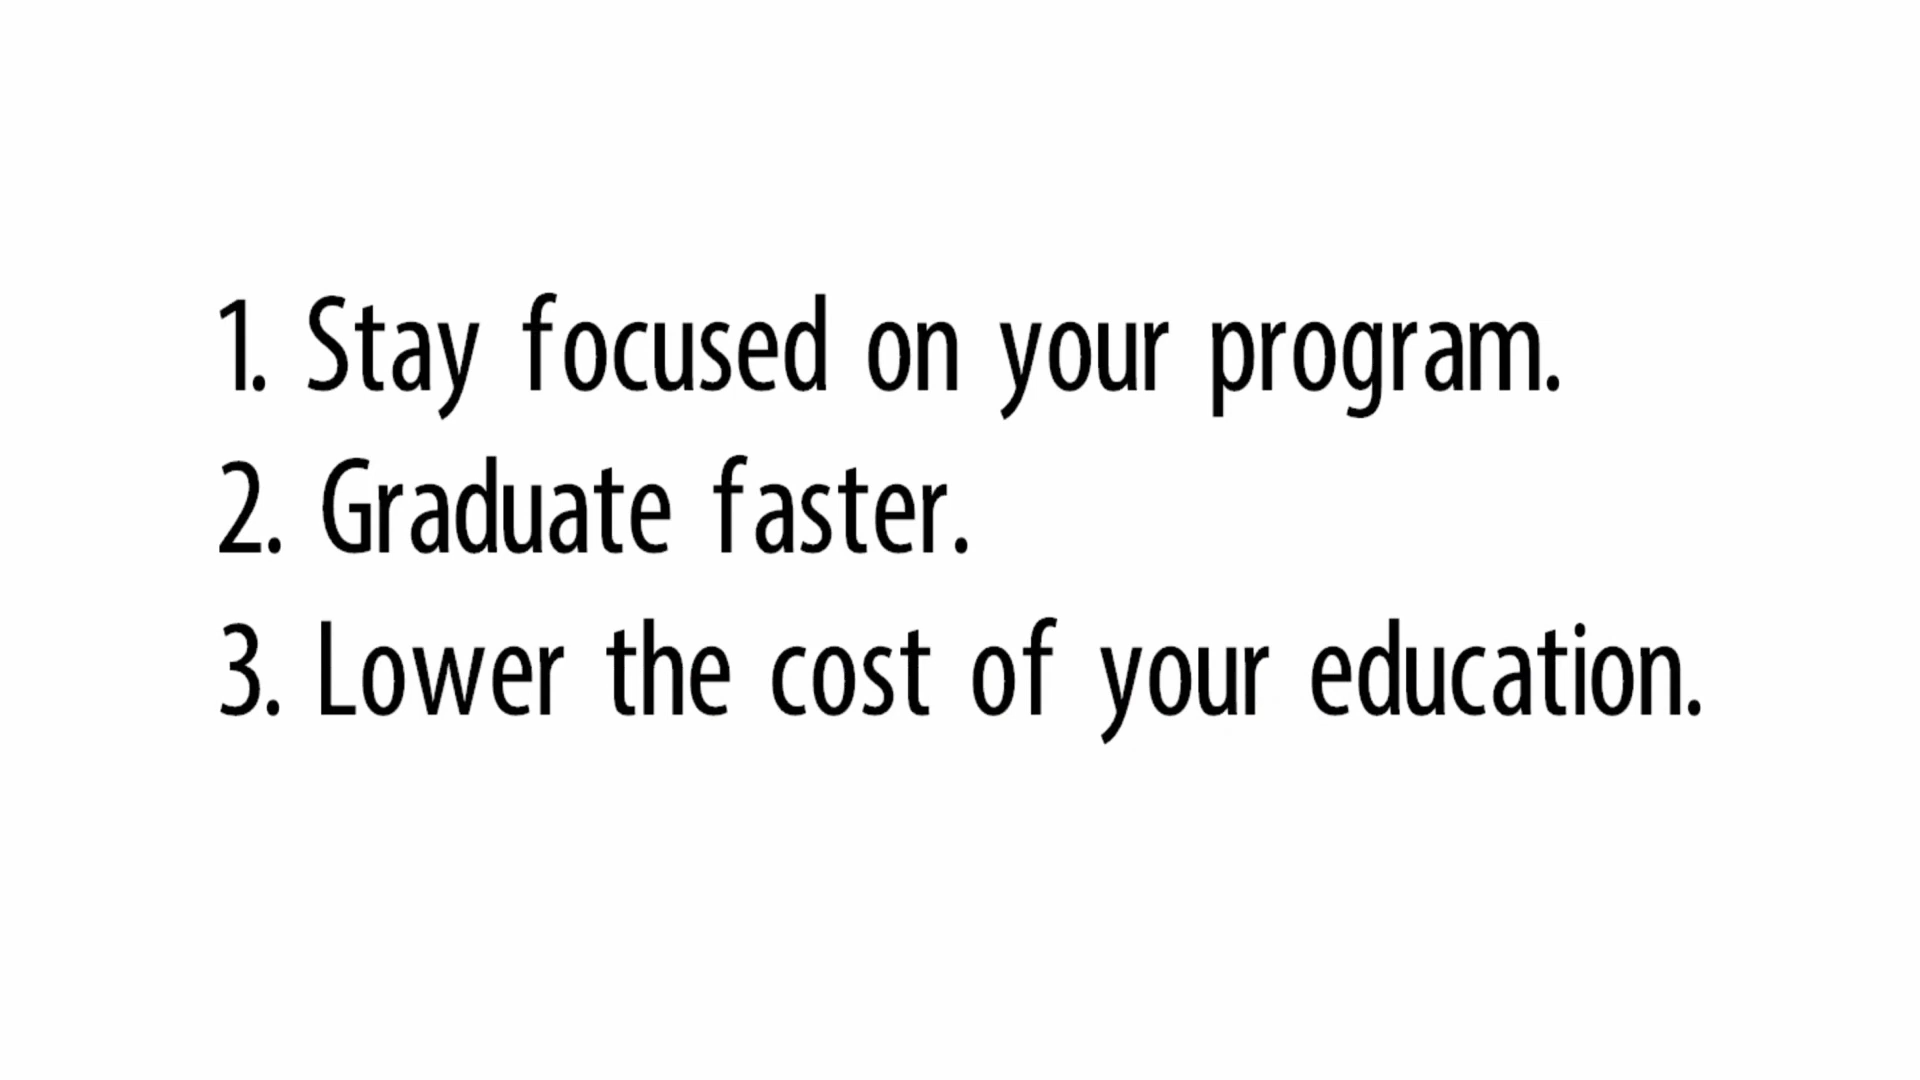 1. Stay focused on your program.
2. Graduate faster.
3. Lower the cost of your education.